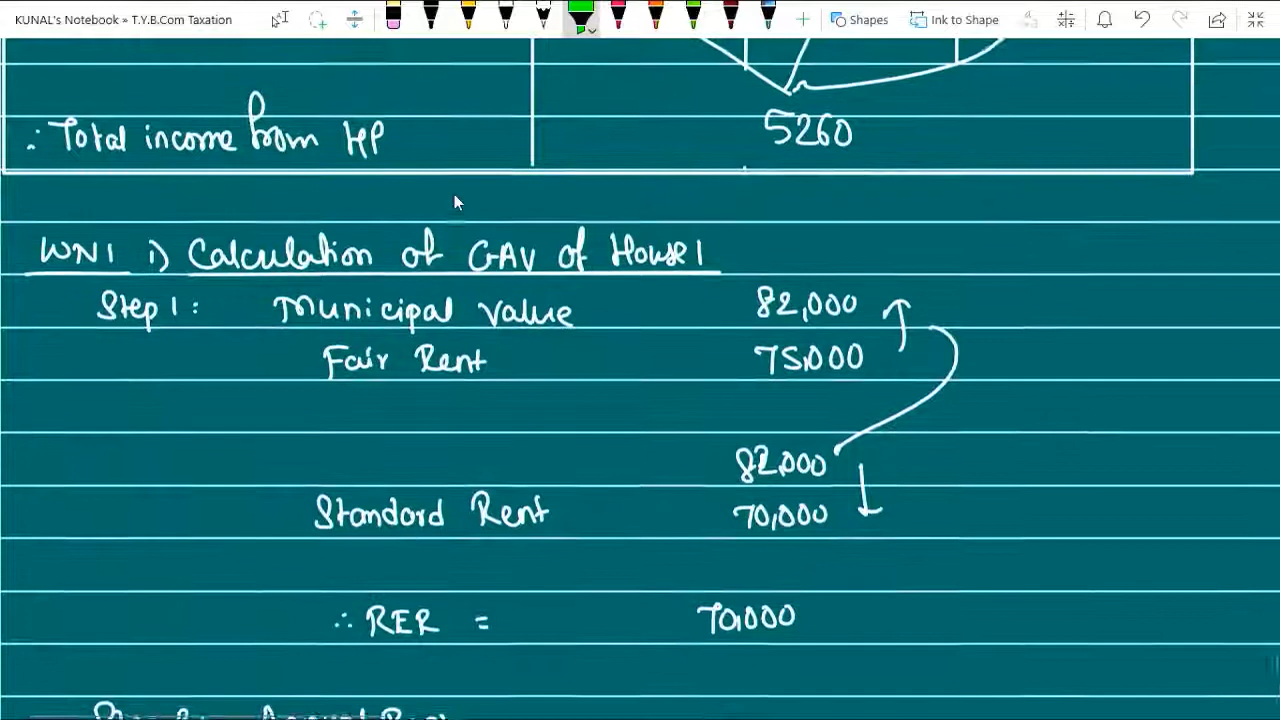 KUNAL's Notebook » T.Y.B.Com Taxation
Shapes
Ink to Shape
∴ Total income from HP 5260
WN1 i) Calculation of GAV of House 1
Step 1: Municipal Value 82,000
Fair Rent 75,000
82,000
Standard Rent 70,000
∴ RER = 70,000